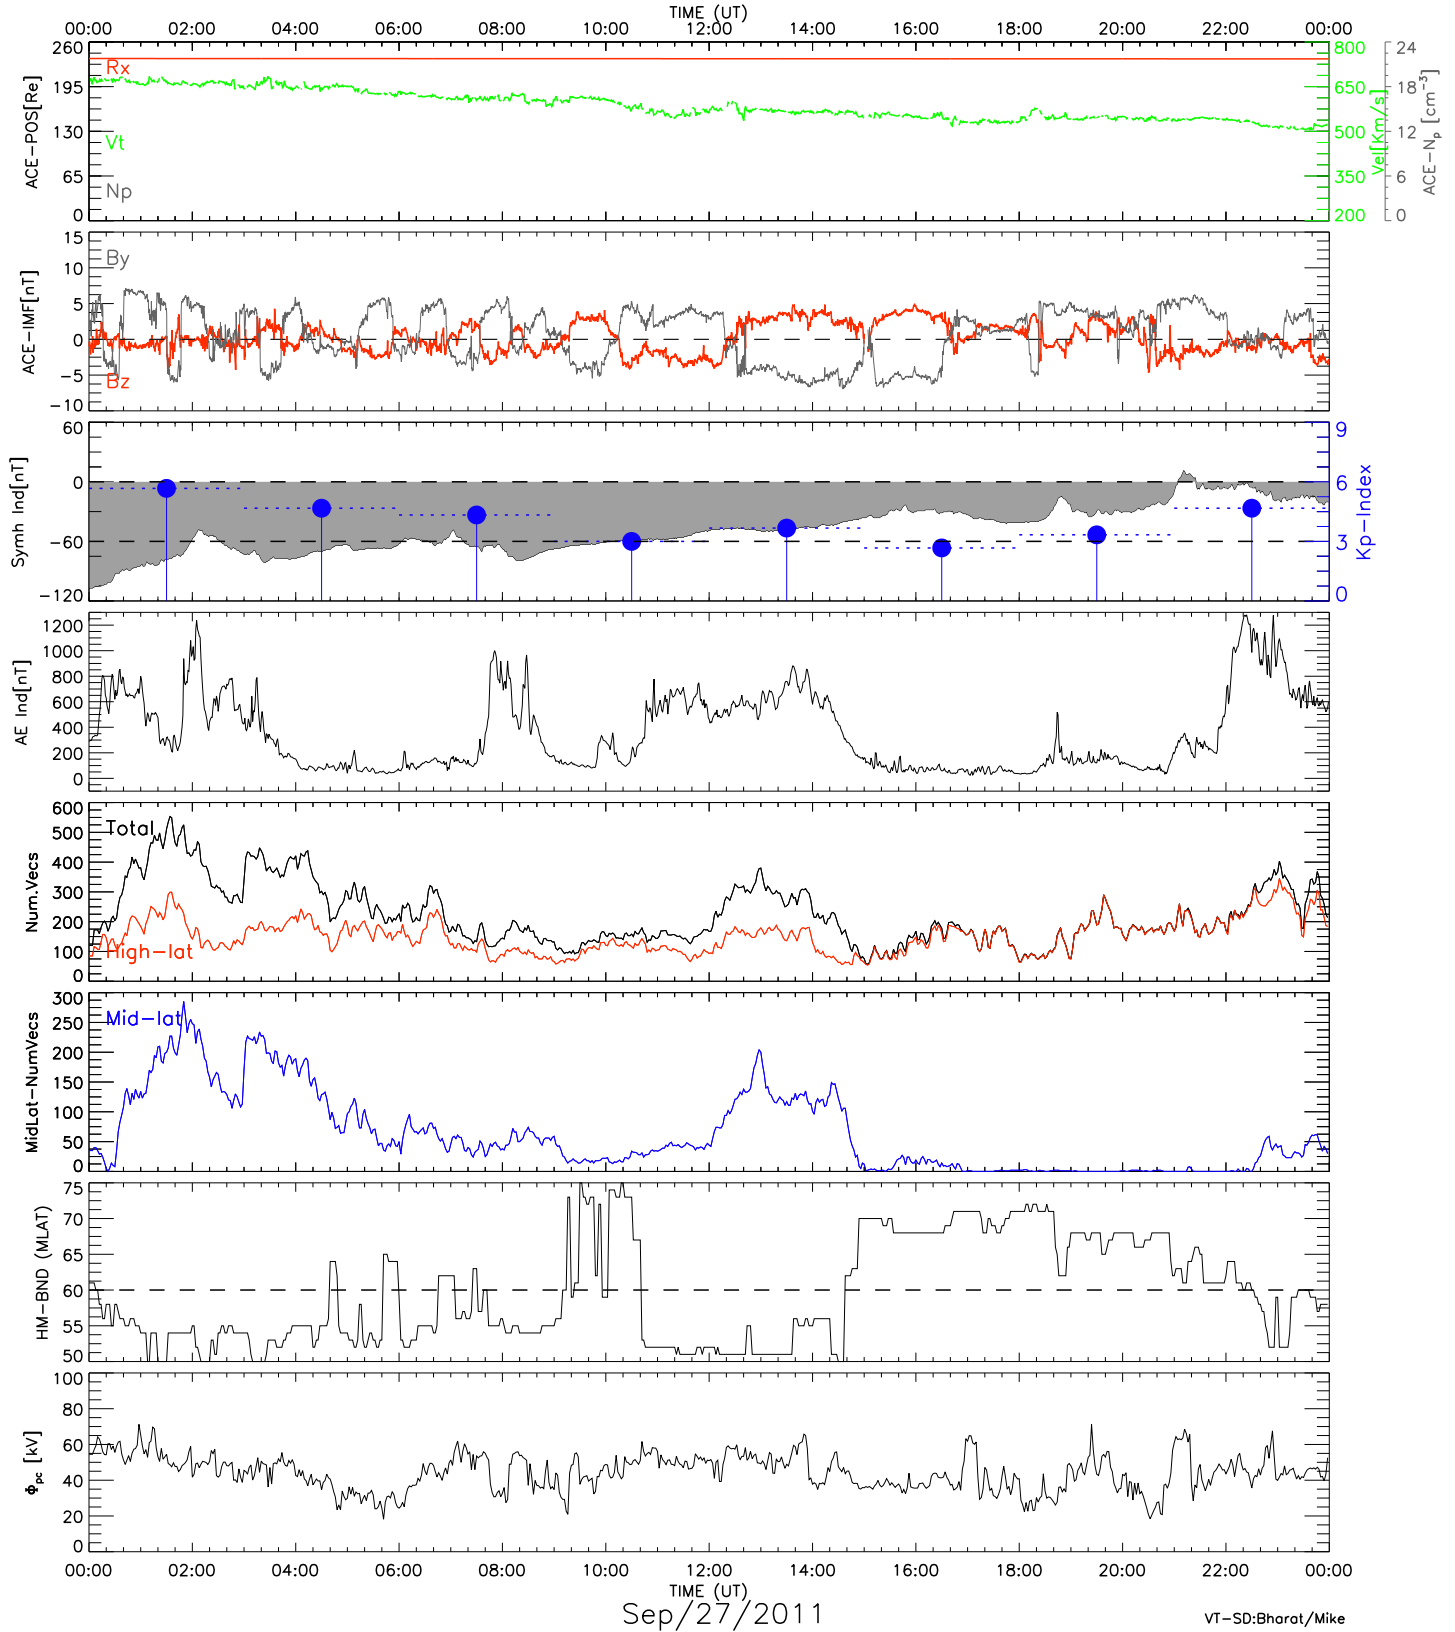 TIME (UT)
00:00 02:00 04:00 06:00 08:00 10:00 12:00 14:00 16:00 18:00 20:00 22:00 00:00
260 195 130 65 0
ACE-POS[Re]
Rx
Vt
Np
800 650 500 350 200
Vel[Km/s]
24 18 12 6 0
ACE-Np [cm-3]
15 10 5 0 -5 -10
ACE-IMF[nT]
By
Bz
60 0 -60 -120
Symh Ind[nT]
9 6 3 0
Kp-Index
1200 1000 800 600 400 200 0
AE Ind[nT]
600 500 400 300 200 100 0
Num.Vecs
Total
High-lat
300 250 200 150 100 50 0
MidLat-NumVecs
Mid-lat
75 70 65 60 55 50
HM-BND (MLAT)
100 80 60 40 20 0
Φpc [kV]
00:00 02:00 04:00 06:00 08:00 10:00 12:00 14:00 16:00 18:00 20:00 22:00 00:00
TIME (UT)
Sep/27/2011
VT-SD:Bharat/Mike